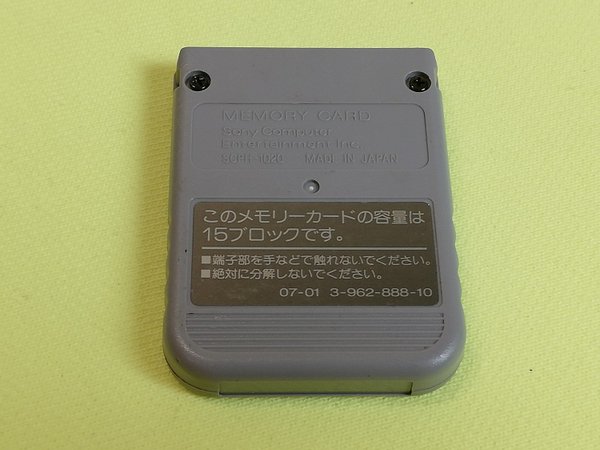 MEMORY CARD
Sony Computer
Entertainment Inc.
SCPH-1020 MADE IN JAPAN
このメモリーカードの容量は
15ブロックです。
■端子部を手などで触れないでください。
■絶対に分解しないでください。
07-01 3-962-888-10